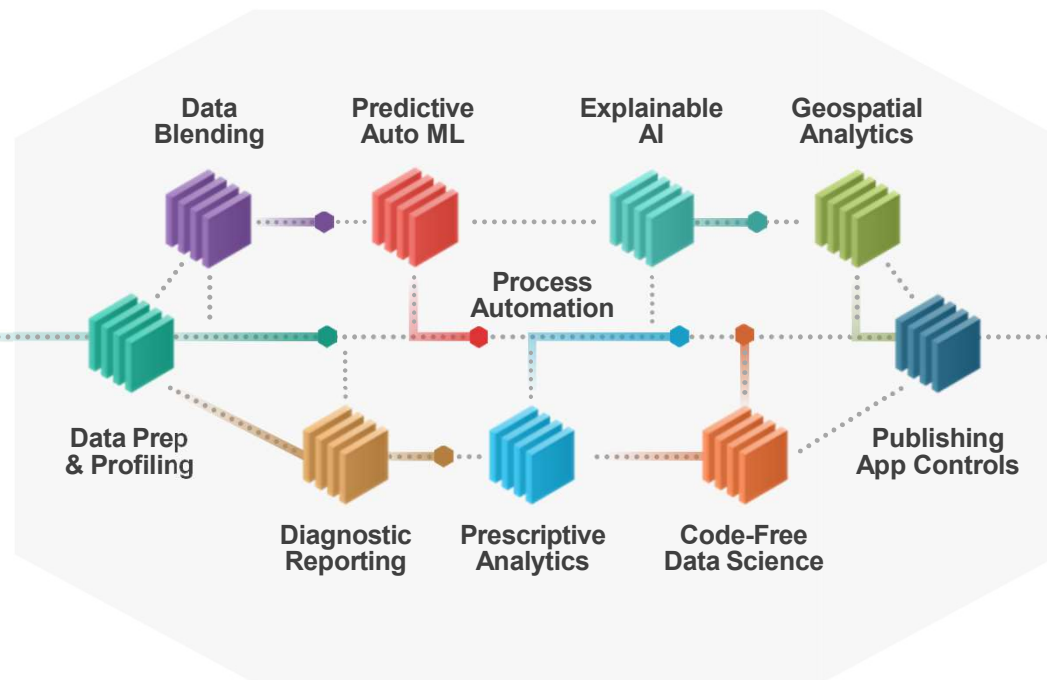 Data
Blending
Predictive
Auto ML
Explainable
AI
Geospatial
Analytics
Process
Automation
Data Prep
& Profiling
Publishing
App Controls
Diagnostic
Reporting
Prescriptive
Analytics
Code-Free
Data Science